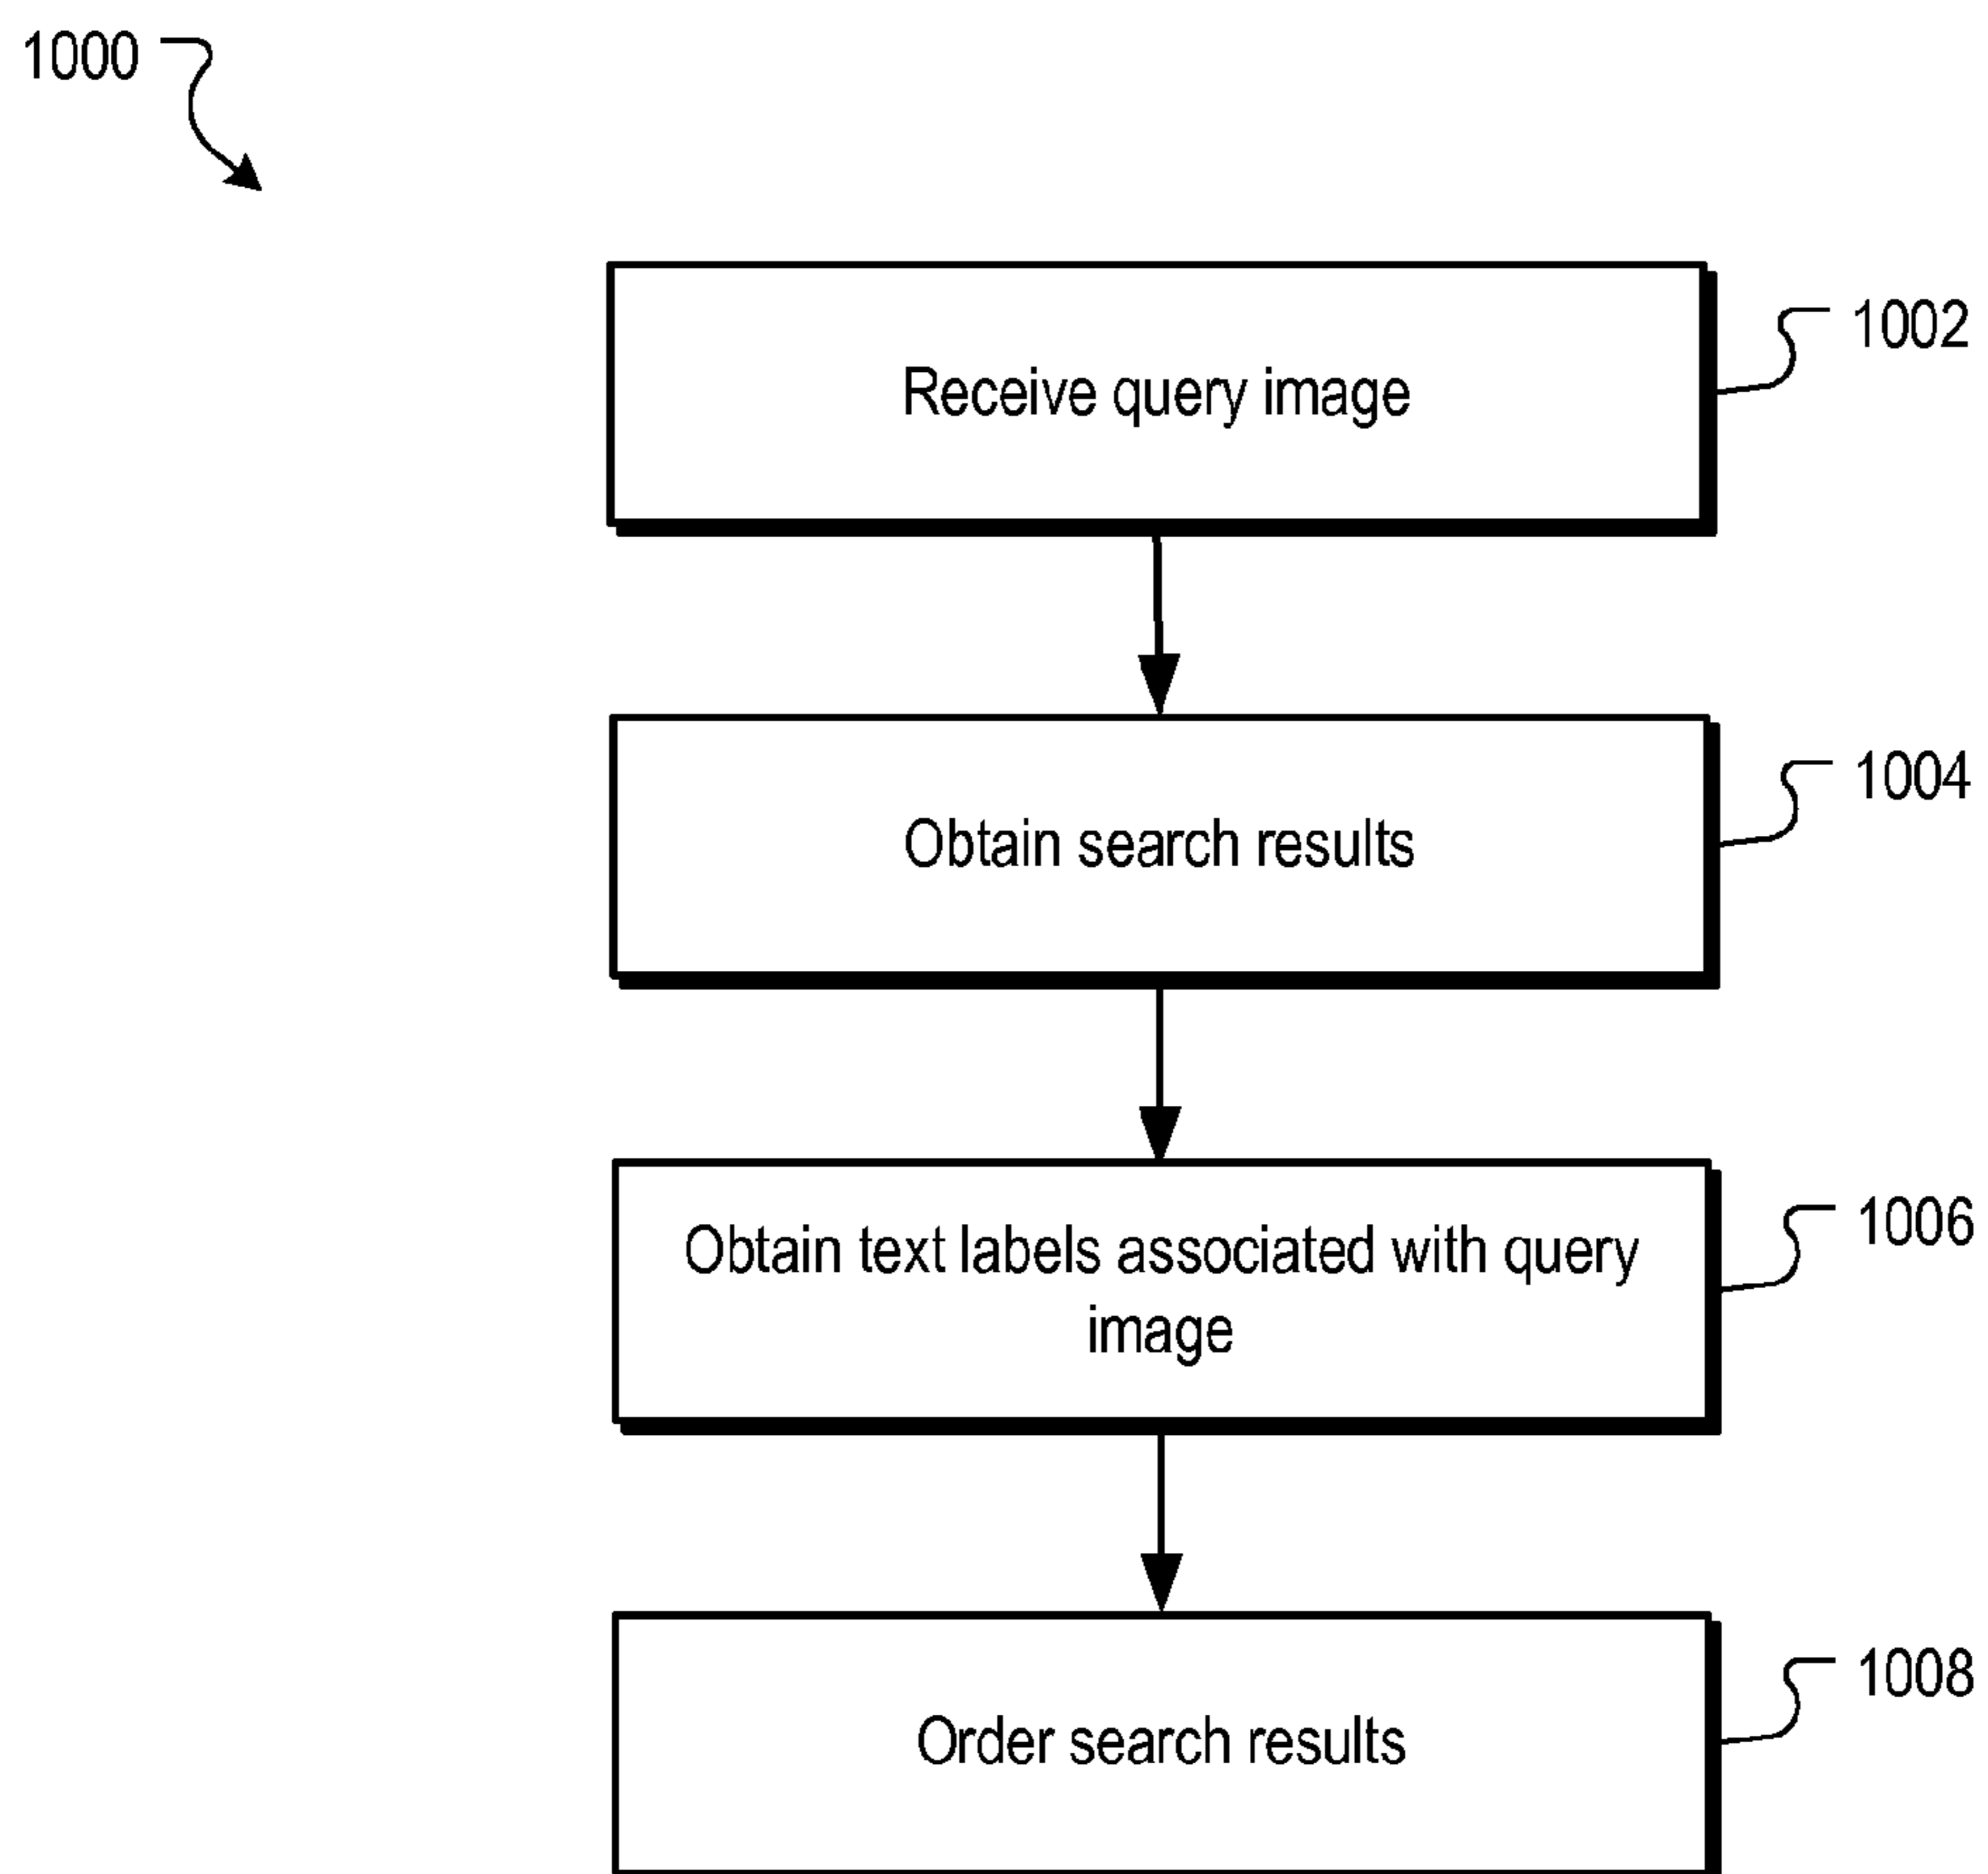 1000
Receive query image
1002
Obtain search results
1004
Obtain text labels associated with query
image
1006
Order search results
1008